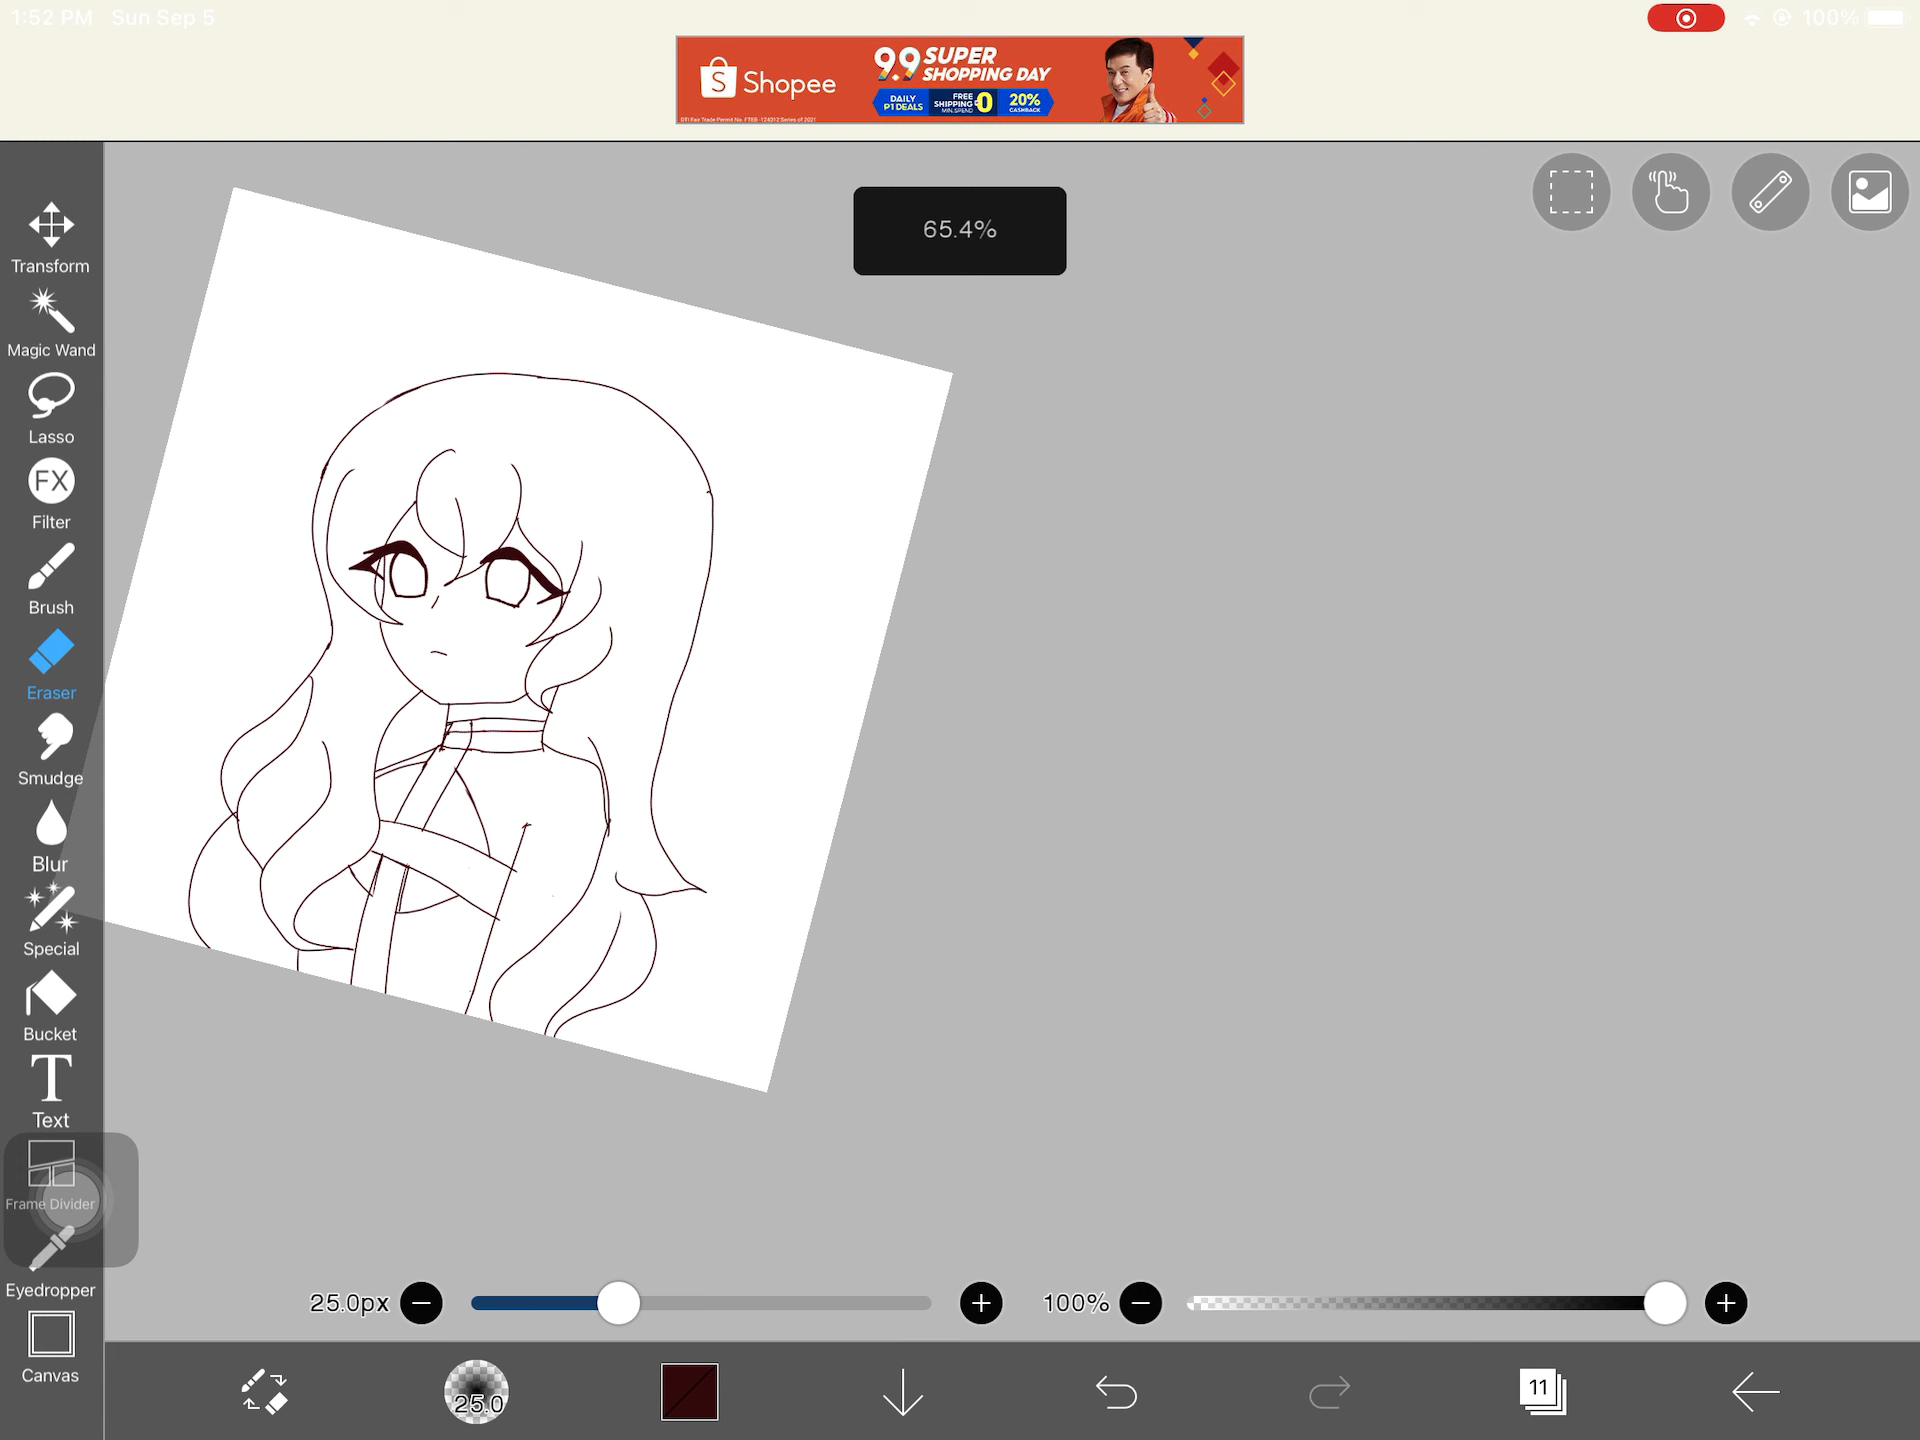 1:52 PM Sun Sep 5
100%
S Shopee
9.9 SUPER
SHOPPING DAY
DAILY
₱1 DEALS
FREE
SHIPPING
MIN. SPEND
0
20%
CASHBACK
DTI Fair Trade Permit No. FTEB-124012 Series of 2021
65.4%
Transform
Magic Wand
Lasso
FX
Filter
Brush
Eraser
Smudge
Blur
Special
Bucket
T
Text
Frame Divider
Eyedropper
Canvas
25.0px
100%
25.0
11